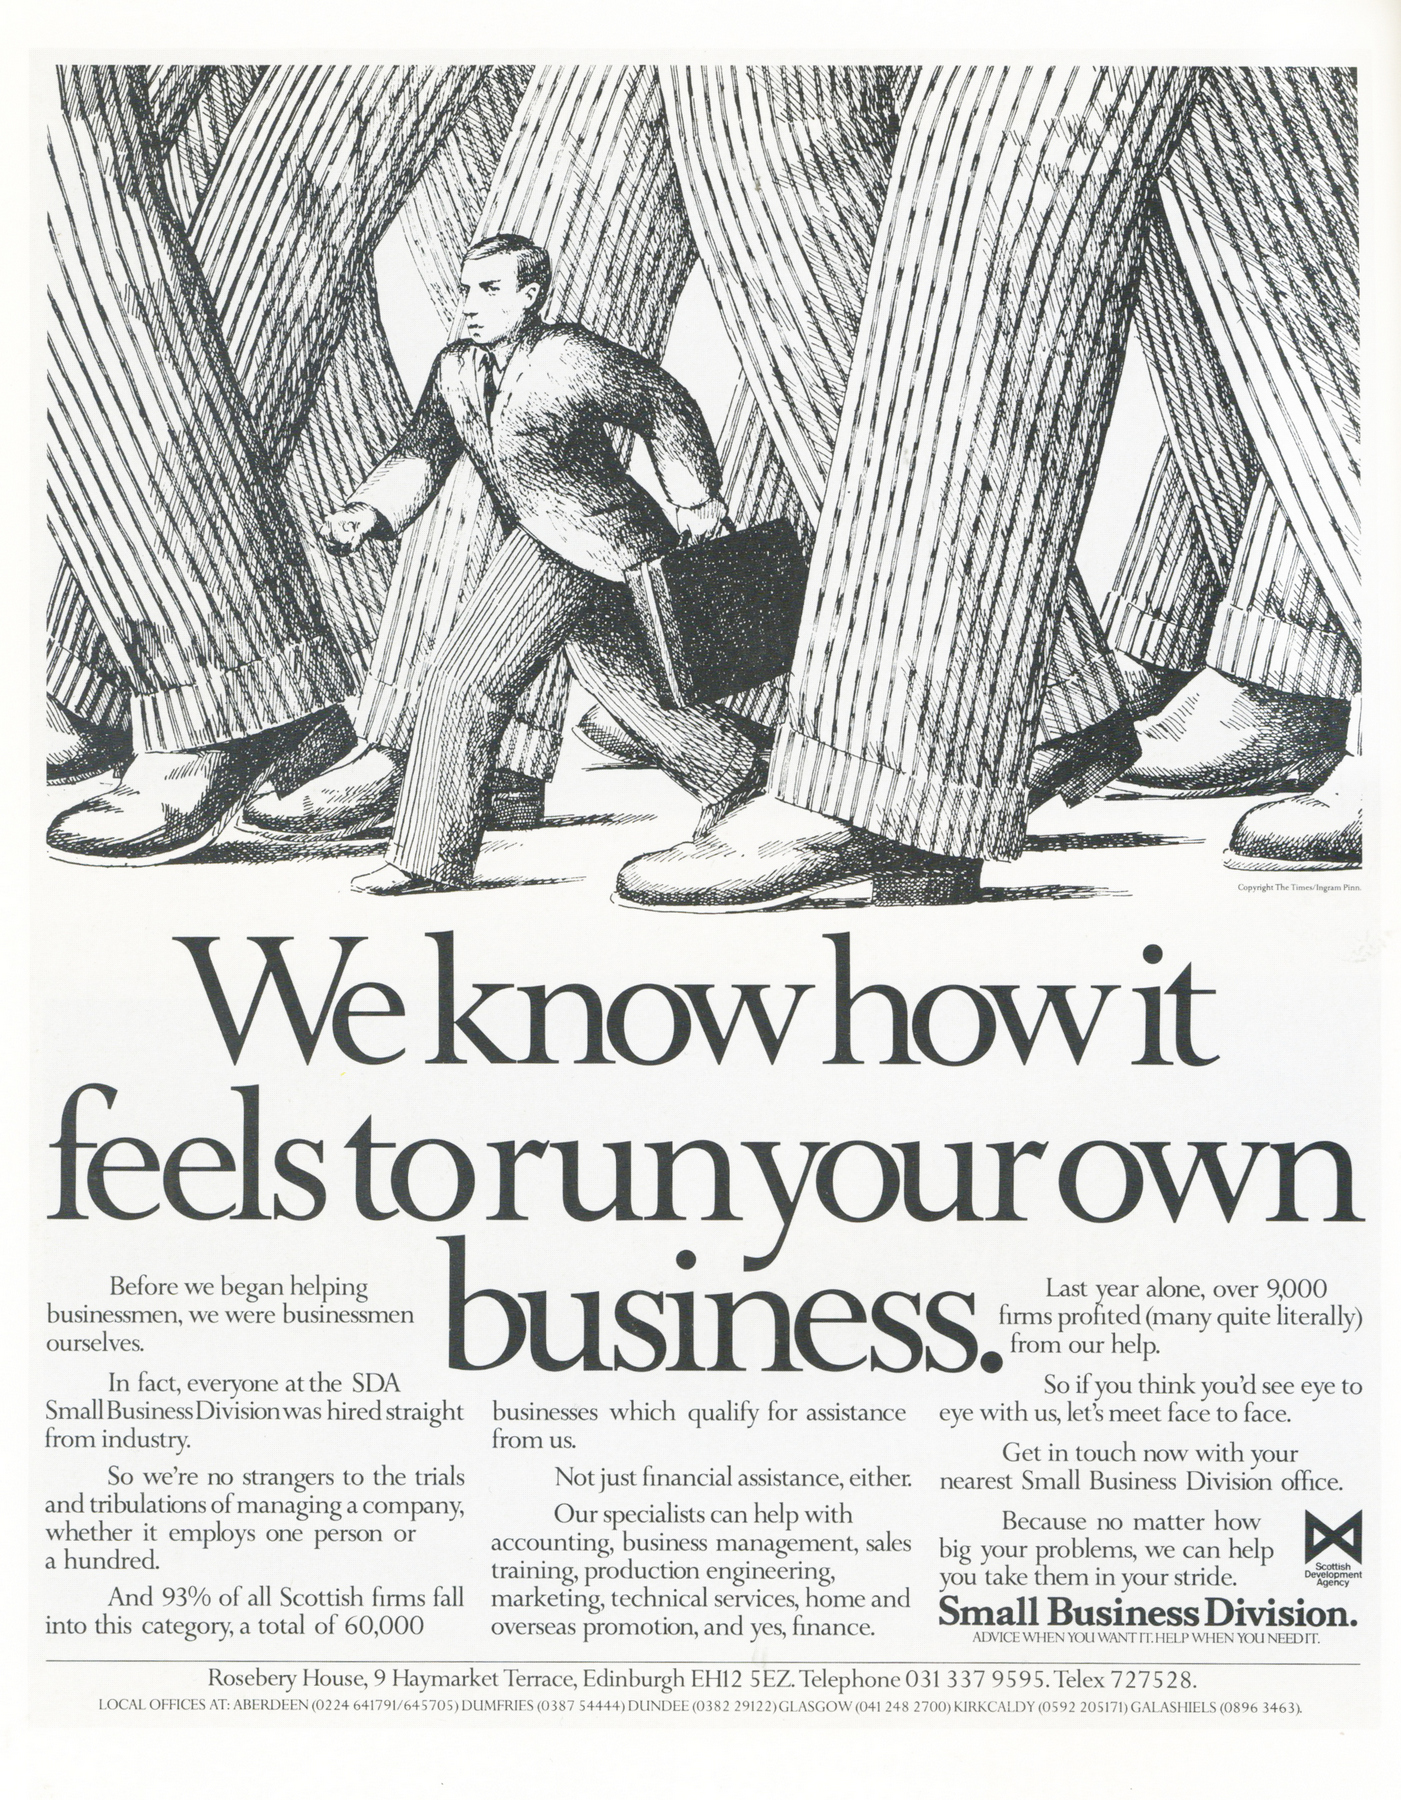 Copyright The Times/Ingram Pinn.
We know how it
feels to run your own
business.
Before we began helping
businessmen, we were businessmen
ourselves.
In fact, everyone at the SDA
Small Business Division was hired straight
from industry.
So we're no strangers to the trials
and tribulations of managing a company,
whether it employs one person or
a hundred.
And 93% of all Scottish firms fall
into this category, a total of 60,000
businesses which qualify for assistance
from us.
Not just financial assistance, either.
Our specialists can help with
accounting, business management, sales
training, production engineering,
marketing, technical services, home and
overseas promotion, and yes, finance.
Last year alone, over 9,000
firms profited (many quite literally)
from our help.
So if you think you'd see eye to
eye with us, let's meet face to face.
Get in touch now with your
nearest Small Business Division office.
Because no matter how
big your problems, we can help
you take them in your stride.
Scottish
Development
Agency
Small Business Division.
ADVICE WHEN YOU WANT IT. HELP WHEN YOU NEED IT.
Rosebery House, 9 Haymarket Terrace, Edinburgh EH12 5EZ. Telephone 031 337 9595. Telex 727528.
LOCAL OFFICES AT: ABERDEEN (0224 641791/645705) DUMFRIES (0387 54444) DUNDEE (0382 29122) GLASGOW (041 248 2700) KIRKCALDY (0592 205171) GALASHIELS (0896 3463).